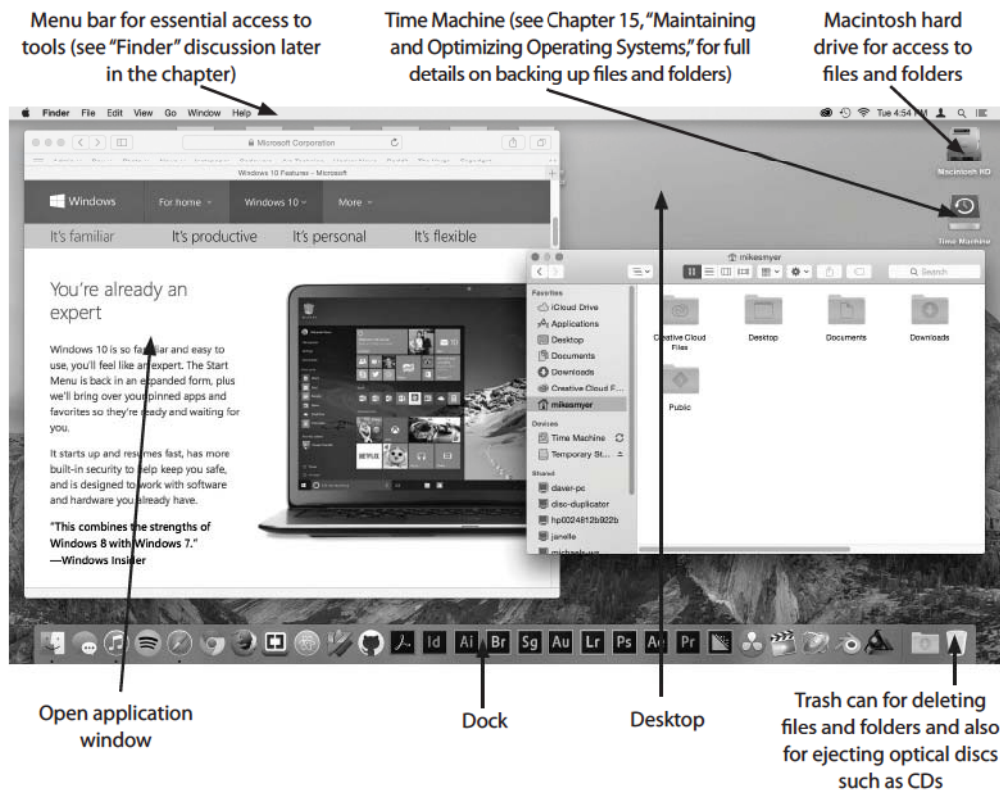 Menu bar for essential access to
tools (see “Finder” discussion later
in the chapter)
Time Machine (see Chapter 15, “Maintaining
and Optimizing Operating Systems,” for full
details on backing up files and folders)
Macintosh hard
drive for access to
files and folders
Finder File Edit View Go Window Help
Tue 4:54 PM
Microsoft Corporation
Windows 10 Features – Microsoft
Windows For home Windows 10 More
It's familiar It's productive It's personal It's flexible
You're already an
expert
Windows 10 is so familiar and easy to
use, you'll feel like an expert. The Start
Menu is back in an expanded form, plus
we'll bring over your pinned apps and
favorites so they're ready and waiting for
you.
It starts up and resumes fast, has more
built-in security to help keep you safe,
and is designed to work with software
and hardware you already have.
"This combines the strengths of
Windows 8 with Windows 7."
—Windows Insider
NETFLIX
Macintosh HD
Time Machine
mikesmyer
Search
Favorites
iCloud Drive
Applications
Desktop
Documents
Downloads
Creative Cloud F...
mikesmyer
Devices
Time Machine
Temporary St...
Shared
daver-pc
disc-duplicator
hp0024812b922b
janelle
michaels-ws
Creative Cloud
Files
Desktop
Documents
Downloads
Public
Id Ai Br Sg Au Lr Ps Ae Pr
Open application
window
Dock
Desktop
Trash can for deleting
files and folders and also
for ejecting optical discs
such as CDs